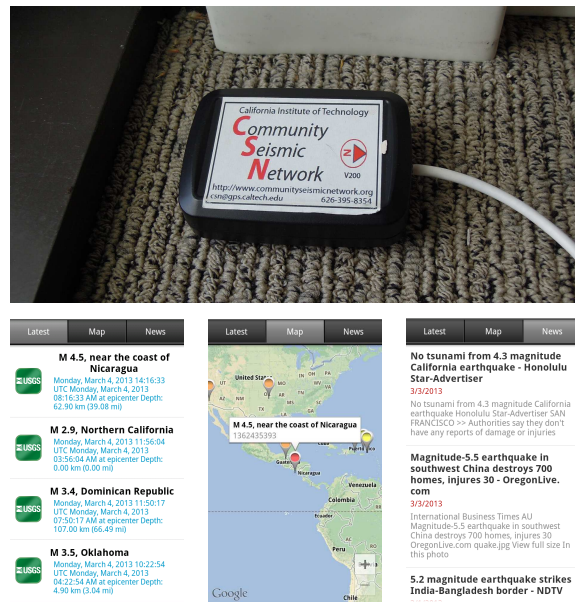 California Institute of Technology
Community
Seismic
Network
N
V200
http://www.communityseismicnetwork.org
csn@gps.caltech.edu 626-395-8354
Latest Map News
M 4.5, near the coast of
Nicaragua
Monday, March 4, 2013 14:16:33
UTC Monday, March 4, 2013
08:16:33 AM at epicenter Depth:
62.90 km (39.08 mi)
USGS
M 2.9, Northern California
Monday, March 4, 2013 11:56:04
UTC Monday, March 4, 2013
03:56:04 AM at epicenter Depth:
0.00 km (0.00 mi)
USGS
M 3.4, Dominican Republic
Monday, March 4, 2013 11:50:17
UTC Monday, March 4, 2013
07:50:17 AM at epicenter Depth:
107.00 km (66.49 mi)
USGS
M 3.5, Oklahoma
Monday, March 4, 2013 10:22:54
UTC Monday, March 4, 2013
04:22:54 AM at epicenter Depth:
4.90 km (3.04 mi)
USGS
Latest Map News
United States
M 4.5, near the coast of Nicaragua
1362435393
Cuba
Puerto Rico
Nicaragua
Venezuela
Colombia
Ecuador
Peru
Chile
Google
Latest Map News
No tsunami from 4.3 magnitude
California earthquake - Honolulu
Star-Advertiser
3/3/2013
No tsunami from 4.3 magnitude California
earthquake Honolulu Star-Advertiser SAN
FRANCISCO >> Authorities say they don't
have any reports of damage or injuries
Magnitude-5.5 earthquake in
southwest China destroys 700
homes, injures 30 - OregonLive.
com
3/3/2013
International Business Times AU
Magnitude-5.5 earthquake in southwest
China destroys 700 homes, injures 30
OregonLive.com quake.jpg View full size In
this photo
5.2 magnitude earthquake strikes
India-Bangladesh border - NDTV